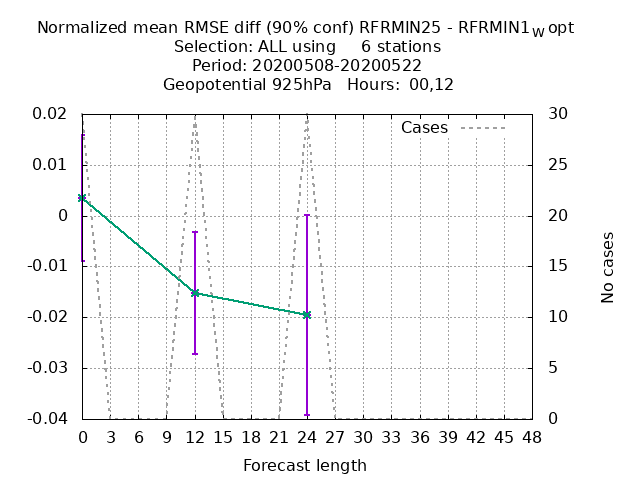 Normalized mean RMSE diff (90% conf) RFRMIN25 - RFRMIN1wopt
Selection: ALL using 6 stations
Period: 20200508-20200522
Geopotential 925hPa Hours: 00,12
Cases
0.02
0.01
0
-0.01
-0.02
-0.03
-0.04
30
25
20
15
10
5
0
No cases
0 3 6 9 12 15 18 21 24 27 30 33 36 39 42 45 48
Forecast length